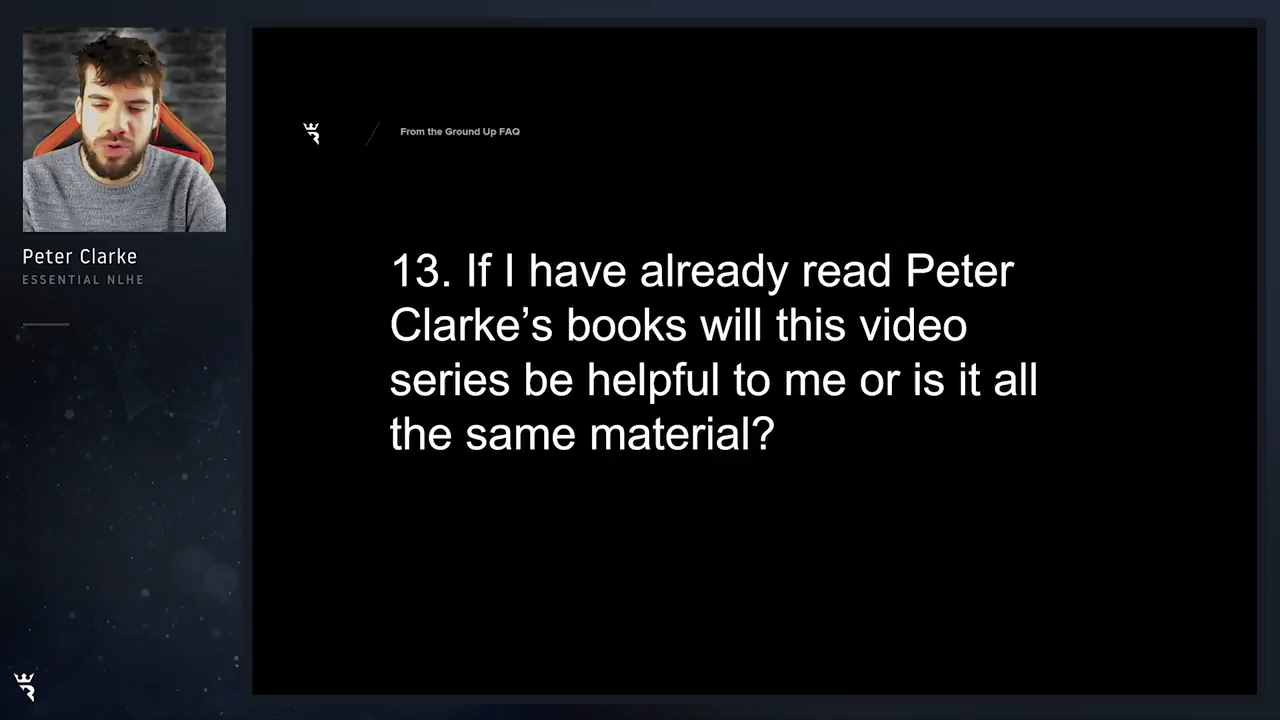 Peter Clarke
ESSENTIAL NLHE
From the Ground Up FAQ
13. If I have already read Peter
Clarke’s books will this video
series be helpful to me or is it all
the same material?